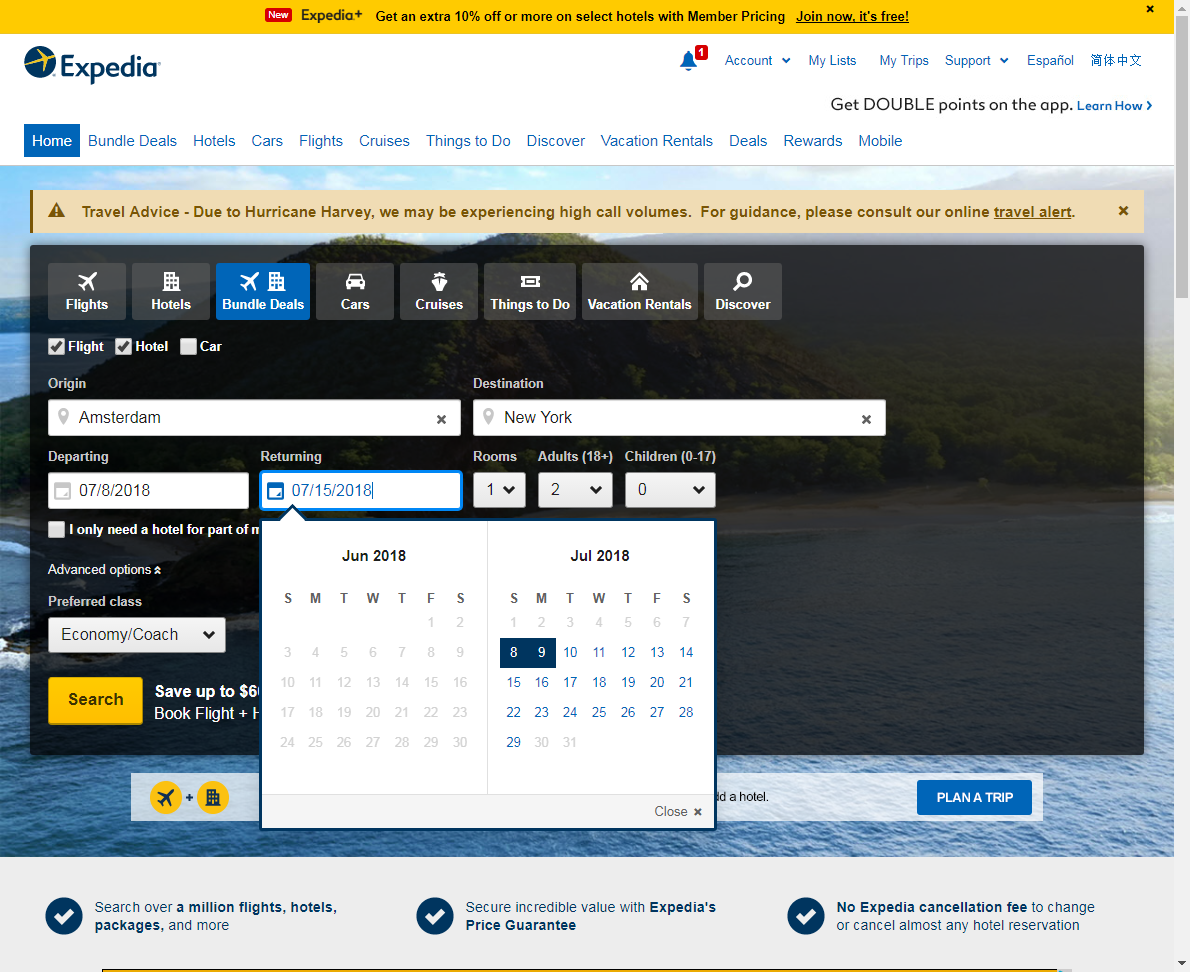 New Expedia+ Get an extra 10% off or more on select hotels with Member Pricing Join now, it's free!
Expedia
1
Account My Lists My Trips Support Español 简体中文
Get DOUBLE points on the app. Learn How
Home Bundle Deals Hotels Cars Flights Cruises Things to Do Discover Vacation Rentals Deals Rewards Mobile
Travel Advice - Due to Hurricane Harvey, we may be experiencing high call volumes. For guidance, please consult our online travel alert.
Flights Hotels Bundle Deals Cars Cruises Things to Do Vacation Rentals Discover
Flight Hotel Car
Origin Destination
Amsterdam New York
Departing Returning Rooms Adults (18+) Children (0-17)
07/8/2018 07/15/2018 1 2 0
I only need a hotel for part of
Advanced options
Preferred class
Economy/Coach
Search
Save up to $6
Book Flight +
Jun 2018 Jul 2018
S M T W T F S S M T W T F S
1 2 1 2 3 4 5 6 7
3 4 5 6 7 8 9 8 9 10 11 12 13 14
10 11 12 13 14 15 16 15 16 17 18 19 20 21
17 18 19 20 21 22 23 22 23 24 25 26 27 28
24 25 26 27 28 29 30 29 30 31
Close
+
a hotel.
PLAN A TRIP
Search over a million flights, hotels,
packages, and more
Secure incredible value with Expedia's
Price Guarantee
No Expedia cancellation fee to change
or cancel almost any hotel reservation